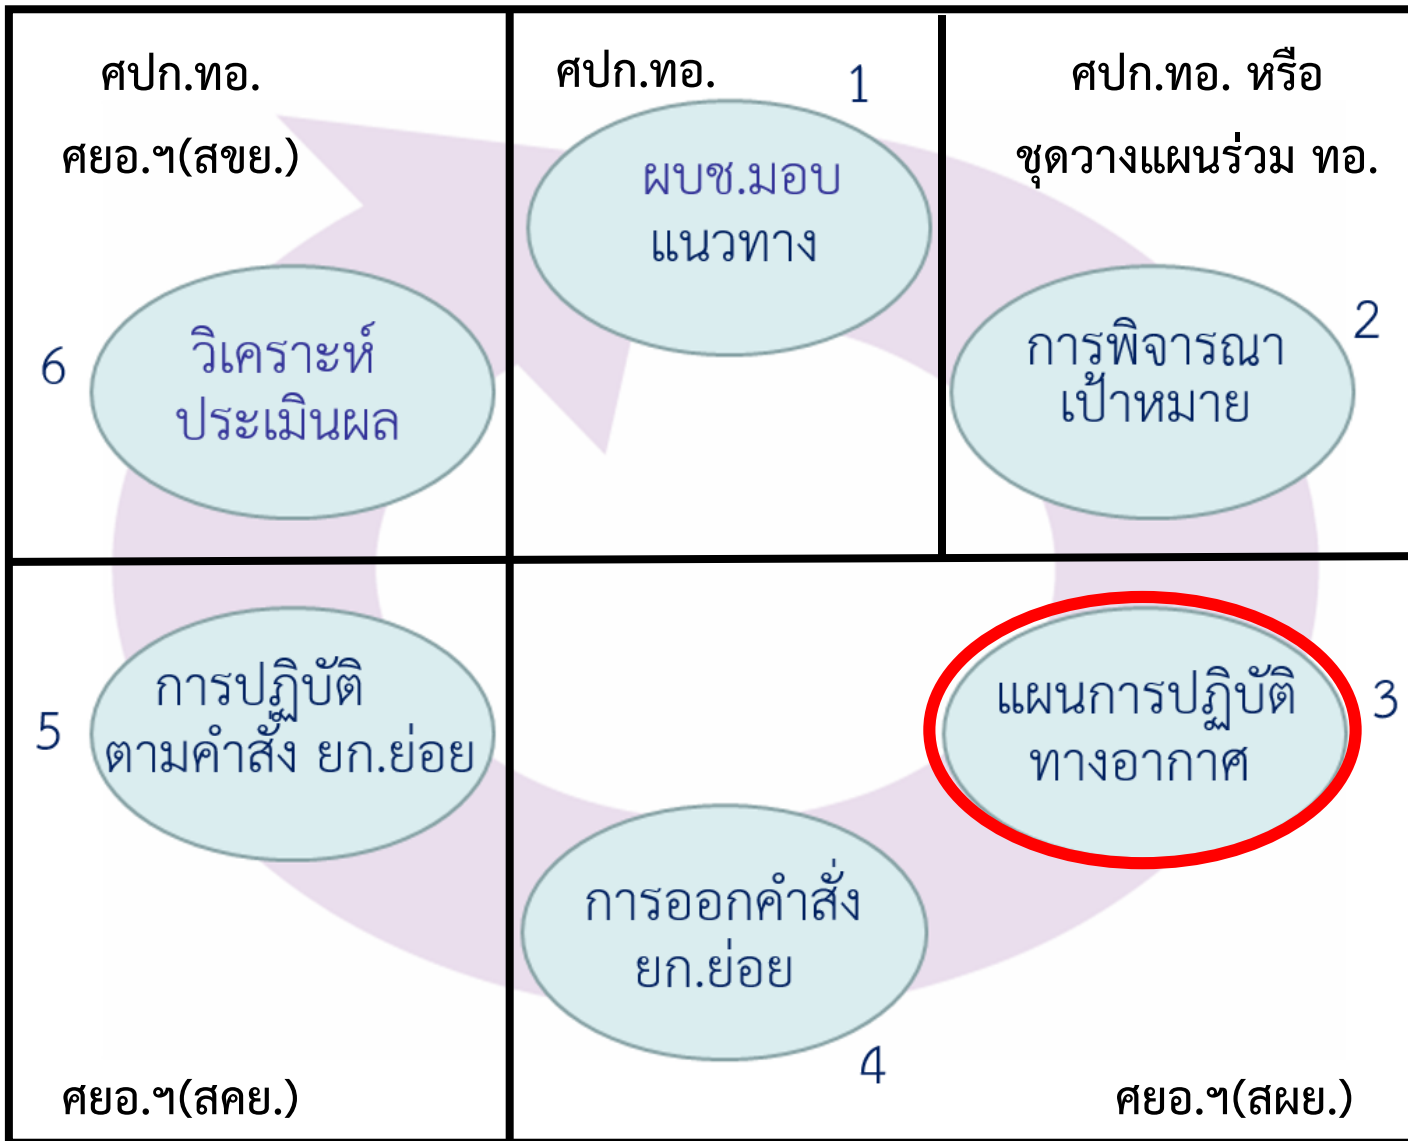 ศปก.ทอ.
ศยอ.ฯ(สขย.)
6
วิเคราะห์
ประเมินผล
ศปก.ทอ.
1
ผบช.มอบ
แนวทาง
ศปก.ทอ. หรือ
ชุดวางแผนร่วม ทอ.
2
การพิจารณา
เป้าหมาย
5
การปฏิบัติ
ตามคำสั่ง ยก.ย่อย
ศยอ.ฯ(สคย.)
แผนการปฏิบัติ
ทางอากาศ
3
การออกคำสั่ง
ยก.ย่อย
4
ศยอ.ฯ(สผย.)